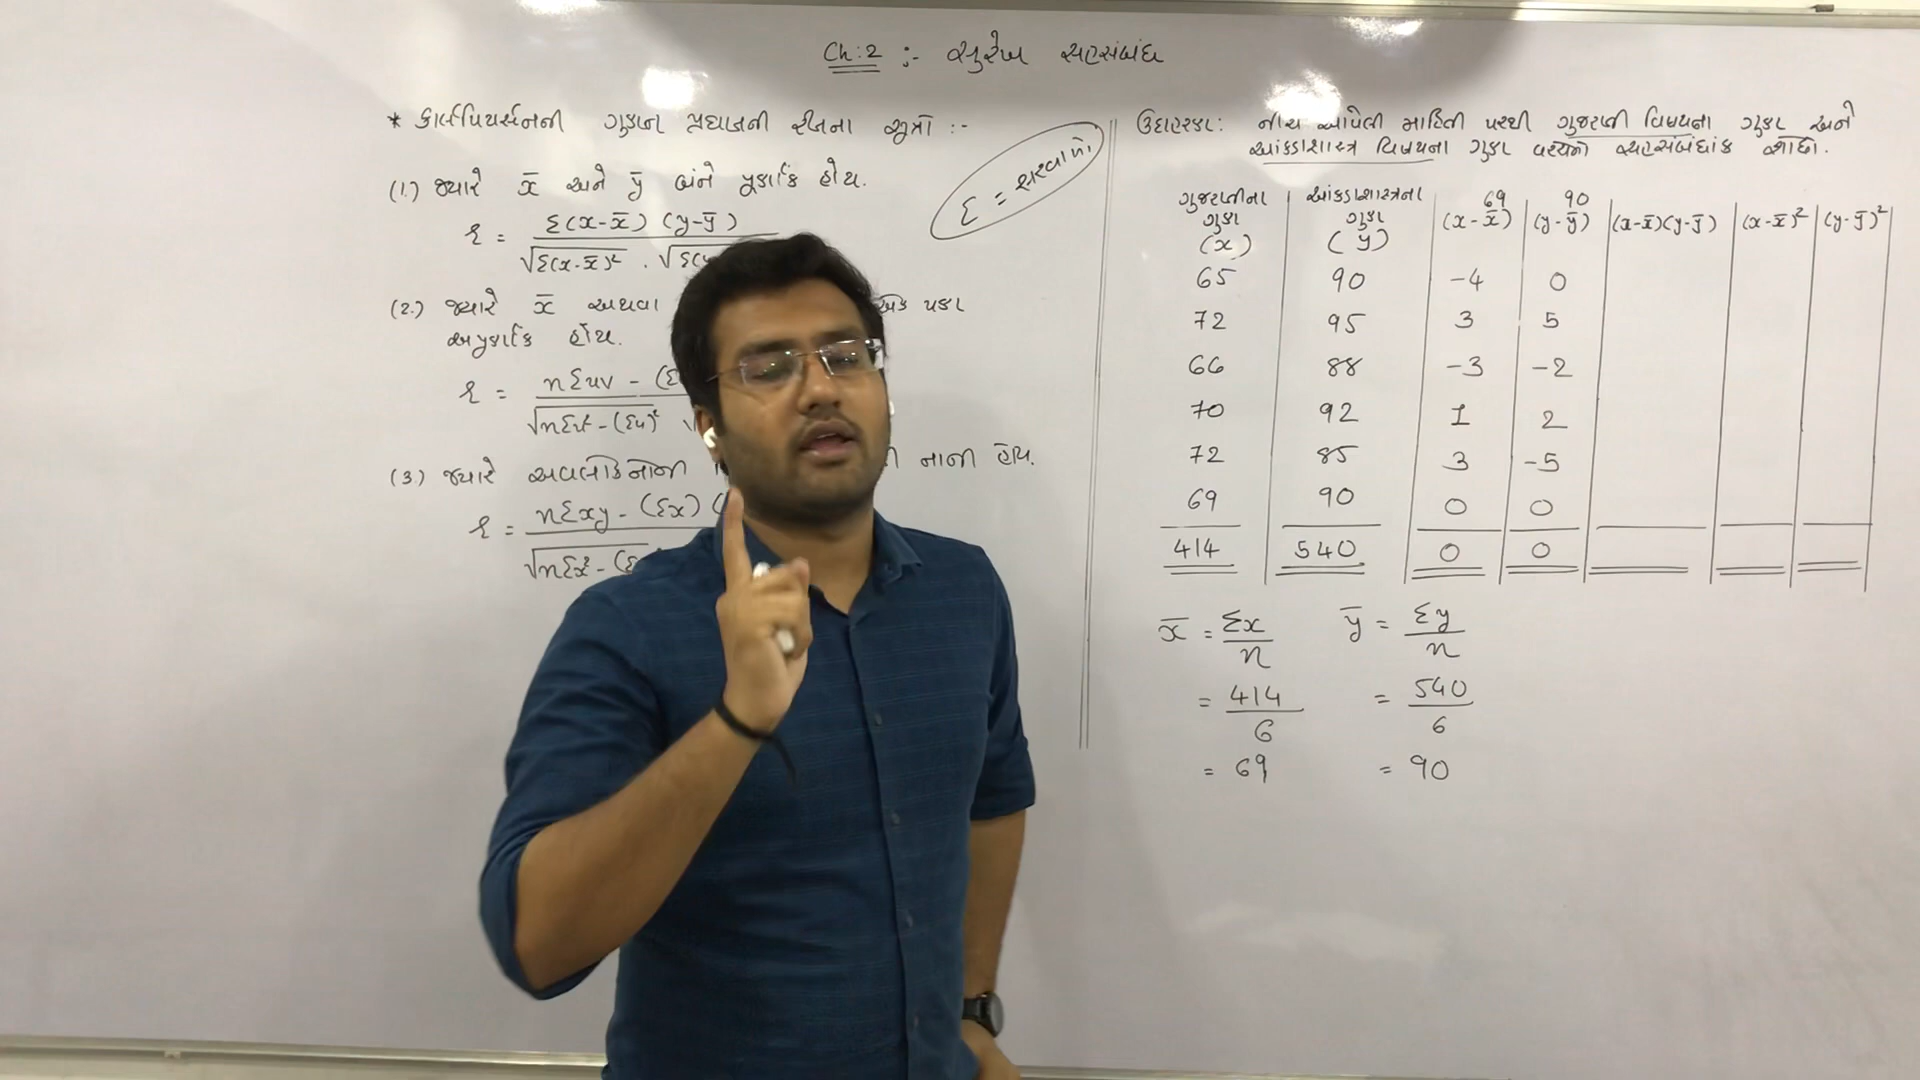 Ch:2 :- સુરેખ સહસંબંધ
* કાર્લપિયર્સનની ગુણાન પ્રઘાતની રીતના સૂત્રો :-
Σ = સરવાળો
(1.) જ્યારે x̄ અને ȳ બંને પૂર્ણાંક હોય.
r = Σ(x-x̄) (y-ȳ)
√Σ(x-x̄)² . √Σ(y
(2.) જ્યારે x̄ અથવા એક પણ
અપૂર્ણાંક હોય.
r = nΣuv - (Σ
√nΣu² - (Σu)² √
(3.) જ્યારે અવલોકનોની નાની હોય.
r = nΣxy - (Σx) (
√nΣx² - (Σ
ઉદાહરણ: નીચે આપેલી માહિતી પરથી ગુજરાતી વિષયના ગુણ અને
આંકડાશાસ્ત્ર વિષયના ગુણ વચ્ચેનો સહસંબંધાંક શોધો.
ગુજરાતીના ગુણ (x) આંકડાશાસ્ત્રના ગુણ (y) 69 (x-x̄) 90 (y-ȳ) (x-x̄)(y-ȳ) (x-x̄)² (y-ȳ)²
65 90 -4 0
72 95 3 5
66 88 -3 -2
70 92 1 2
72 85 3 -5
69 90 0 0
414 540 0 0
x̄ = Σx/n ȳ = Σy/n
= 414/6 = 540/6
= 69 = 90